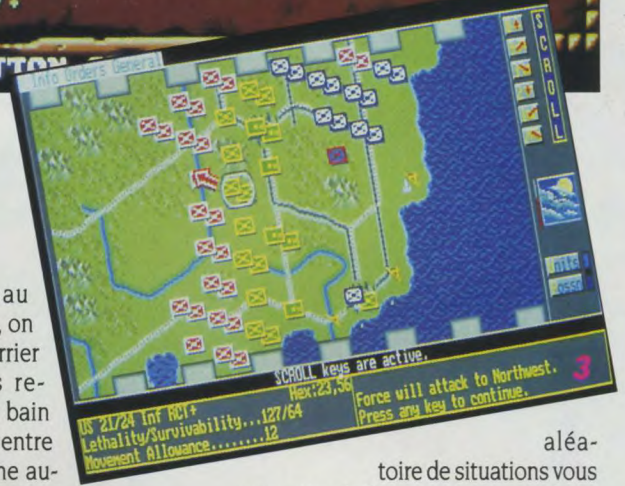 Info Orders General
SCROLL
SCROLL keys are active.
Hex:23,56
US 21/24 Inf RCT+
Lethality/Survivability...127/64
Movement Allowance........12
Force will attack to Northwest.
Press any key to continue.
3
au
, on
rrier
s re-
bain
entre
ne au-
aléa-
toire de situations vous